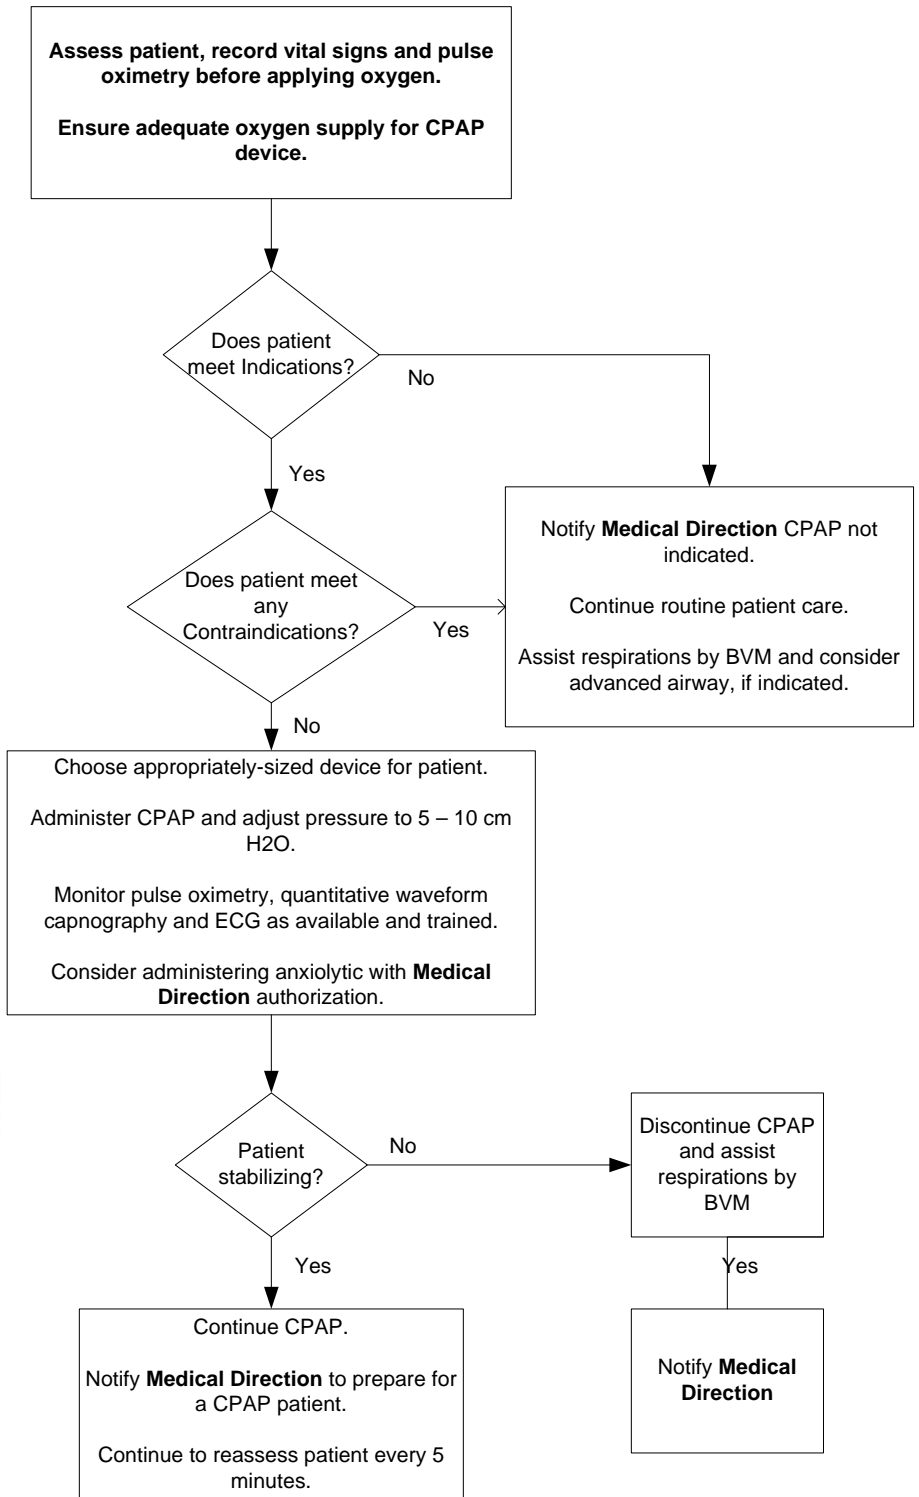 Assess patient, record vital signs and pulse
oximetry before applying oxygen.
Ensure adequate oxygen supply for CPAP
device.
Does patient
meet Indications?
No
Yes
Notify Medical Direction CPAP not
indicated.
Continue routine patient care.
Assist respirations by BVM and consider
advanced airway, if indicated.
Does patient meet
any
Contraindications?
Yes
No
Choose appropriately-sized device for patient.
Administer CPAP and adjust pressure to 5 – 10 cm
H2O.
Monitor pulse oximetry, quantitative waveform
capnography and ECG as available and trained.
Consider administering anxiolytic with Medical
Direction authorization.
Patient
stabilizing?
No
Discontinue CPAP
and assist
respirations by
BVM
Yes
Yes
Continue CPAP.
Notify Medical Direction to prepare for
a CPAP patient.
Continue to reassess patient every 5
minutes.
Notify Medical
Direction